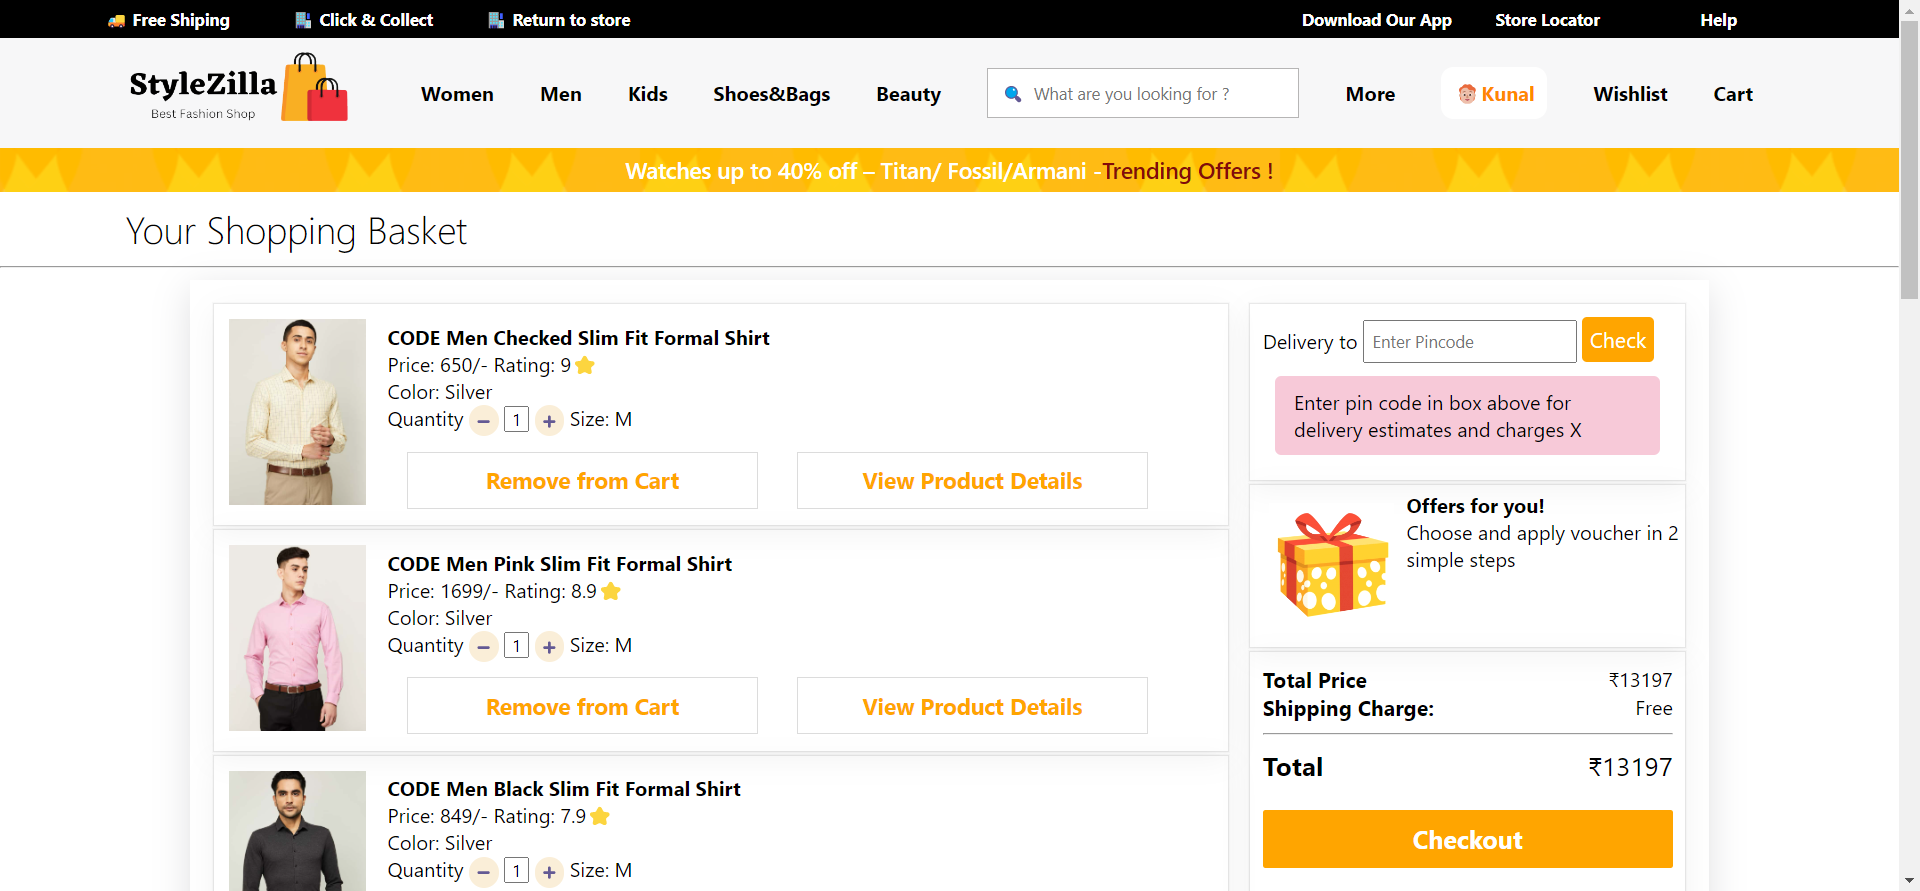 Free Shiping Click & Collect Return to store Download Our App Store Locator Help
StyleZilla
Best Fashion Shop
Women Men Kids Shoes&Bags Beauty What are you looking for ? More Kunal Wishlist Cart
Watches up to 40% off – Titan/ Fossil/Armani -Trending Offers !
Your Shopping Basket
CODE Men Checked Slim Fit Formal Shirt
Price: 650/- Rating: 9
Color: Silver
Quantity − 1 + Size: M
Remove from Cart View Product Details
CODE Men Pink Slim Fit Formal Shirt
Price: 1699/- Rating: 8.9
Color: Silver
Quantity − 1 + Size: M
Remove from Cart View Product Details
CODE Men Black Slim Fit Formal Shirt
Price: 849/- Rating: 7.9
Color: Silver
Quantity − 1 + Size: M
Delivery to Enter Pincode Check
Enter pin code in box above for
delivery estimates and charges X
Offers for you!
Choose and apply voucher in 2
simple steps
Total Price ₹13197
Shipping Charge: Free
Total ₹13197
Checkout